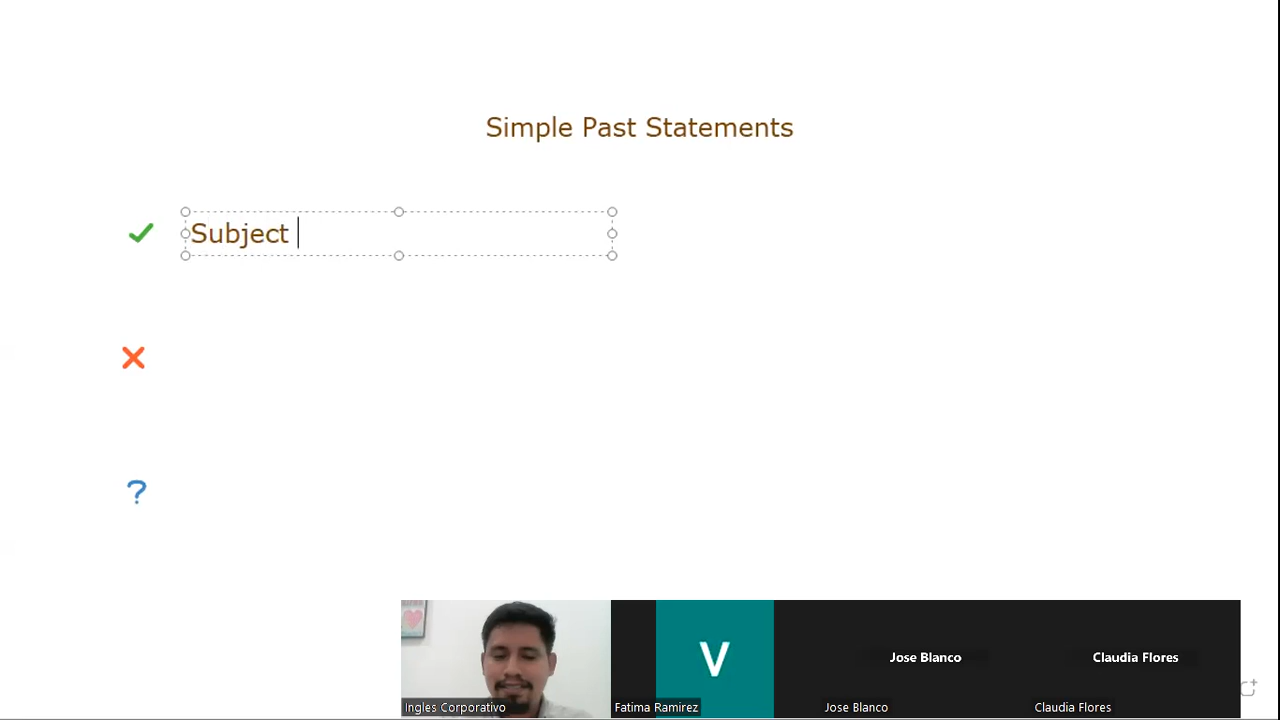 Simple Past Statements
Subject
?
V
Jose Blanco
Claudia Flores
Ingles Corporativo
Fatima Ramirez
Jose Blanco
Claudia Flores